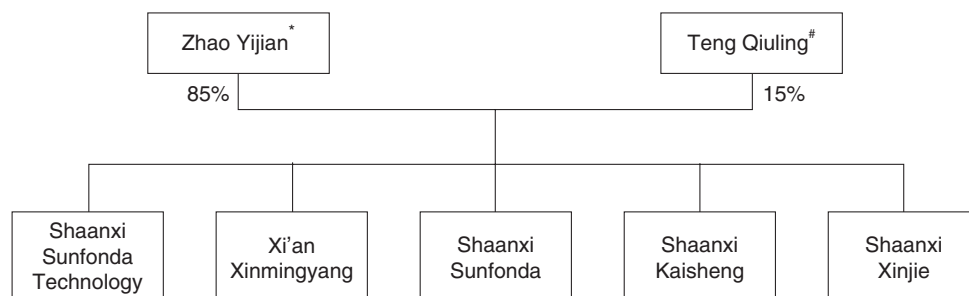 Zhao Yijian*
Teng Qiuling#
85%
15%
Shaanxi
Sunfonda
Technology
Xi’an
Xinmingyang
Shaanxi
Sunfonda
Shaanxi
Kaisheng
Shaanxi
Xinjie